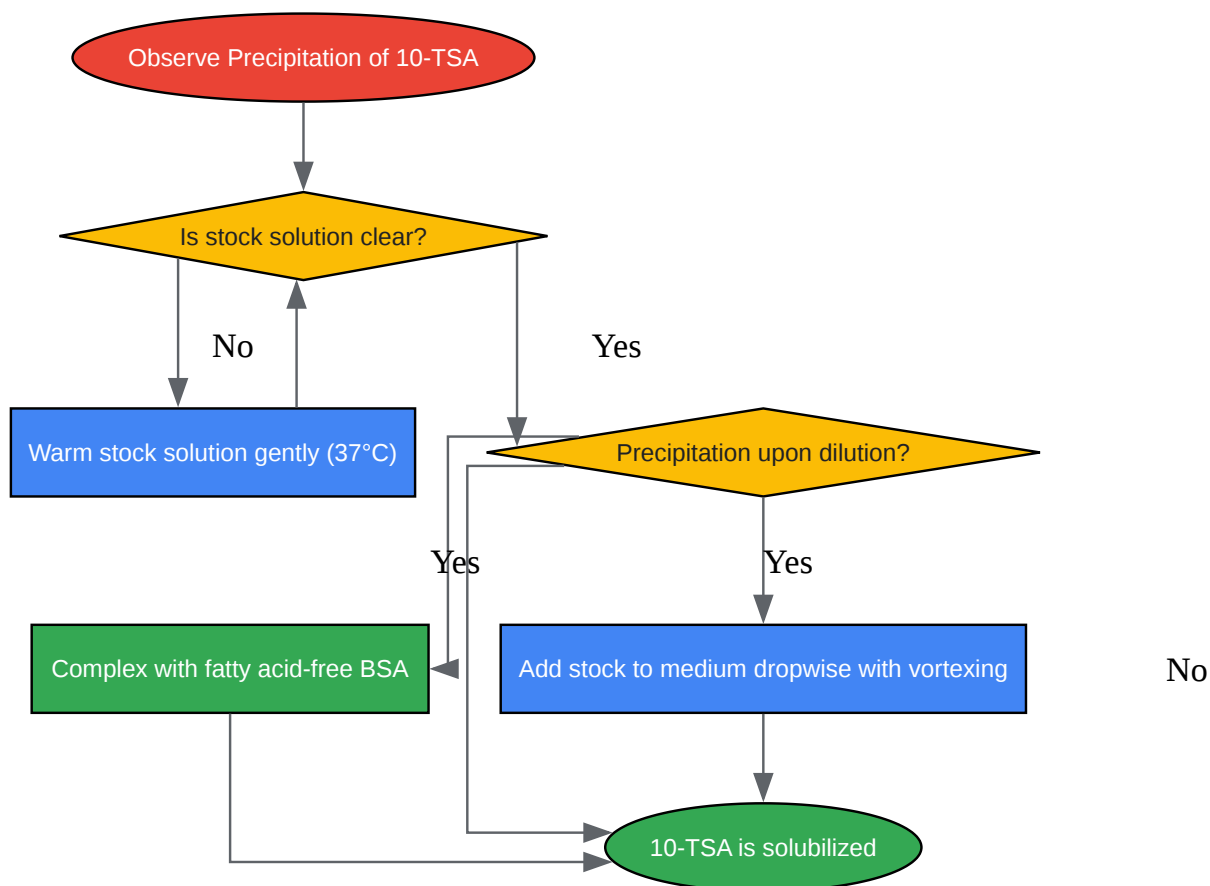 Observe Precipitation of 10-TSA
Is stock solution clear?
No
Yes
Warm stock solution gently (37°C)
Precipitation upon dilution?
Yes
Yes
Complex with fatty acid-free BSA
Add stock to medium dropwise with vortexing
No
10-TSA is solubilized